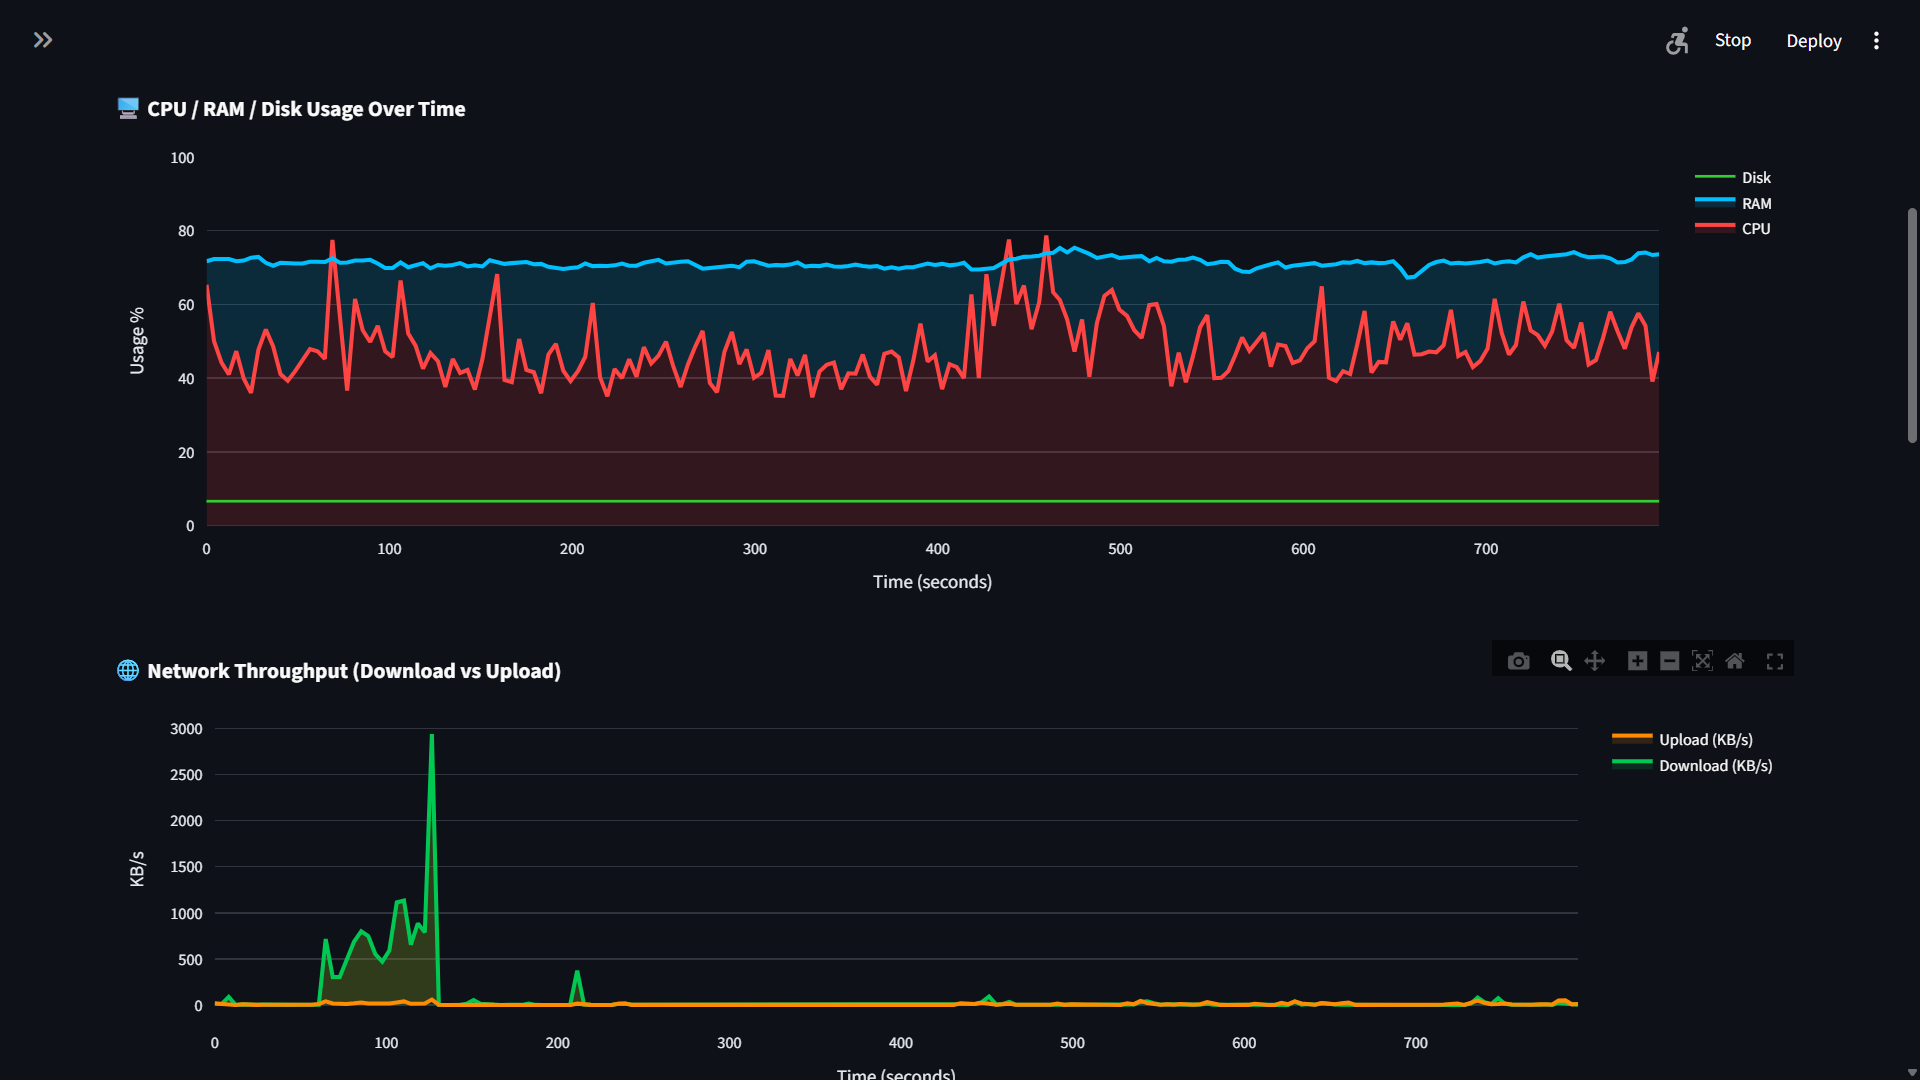 Stop
Deploy
CPU / RAM / Disk Usage Over Time
100
80
60
40
20
0
Usage %
0 100 200 300 400 500 600 700
Time (seconds)
Disk
RAM
CPU
Network Throughput (Download vs Upload)
3000
2500
2000
1500
1000
500
0
KB/s
0 100 200 300 400 500 600 700
Time (seconds)
Upload (KB/s)
Download (KB/s)